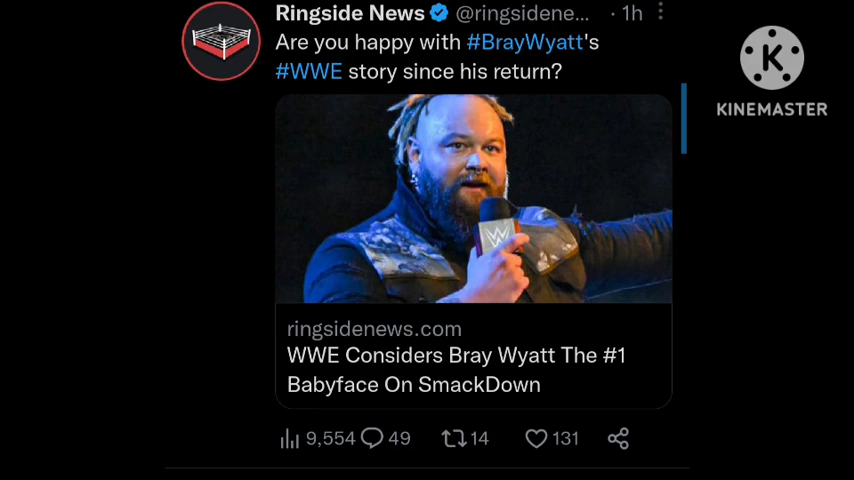 Ringside News @ringsidene... · 1h
Are you happy with #BrayWyatt's
#WWE story since his return?
W
ringsidenews.com
WWE Considers Bray Wyatt The #1
Babyface On SmackDown
9,554 49 14 131
K
KINEMASTER